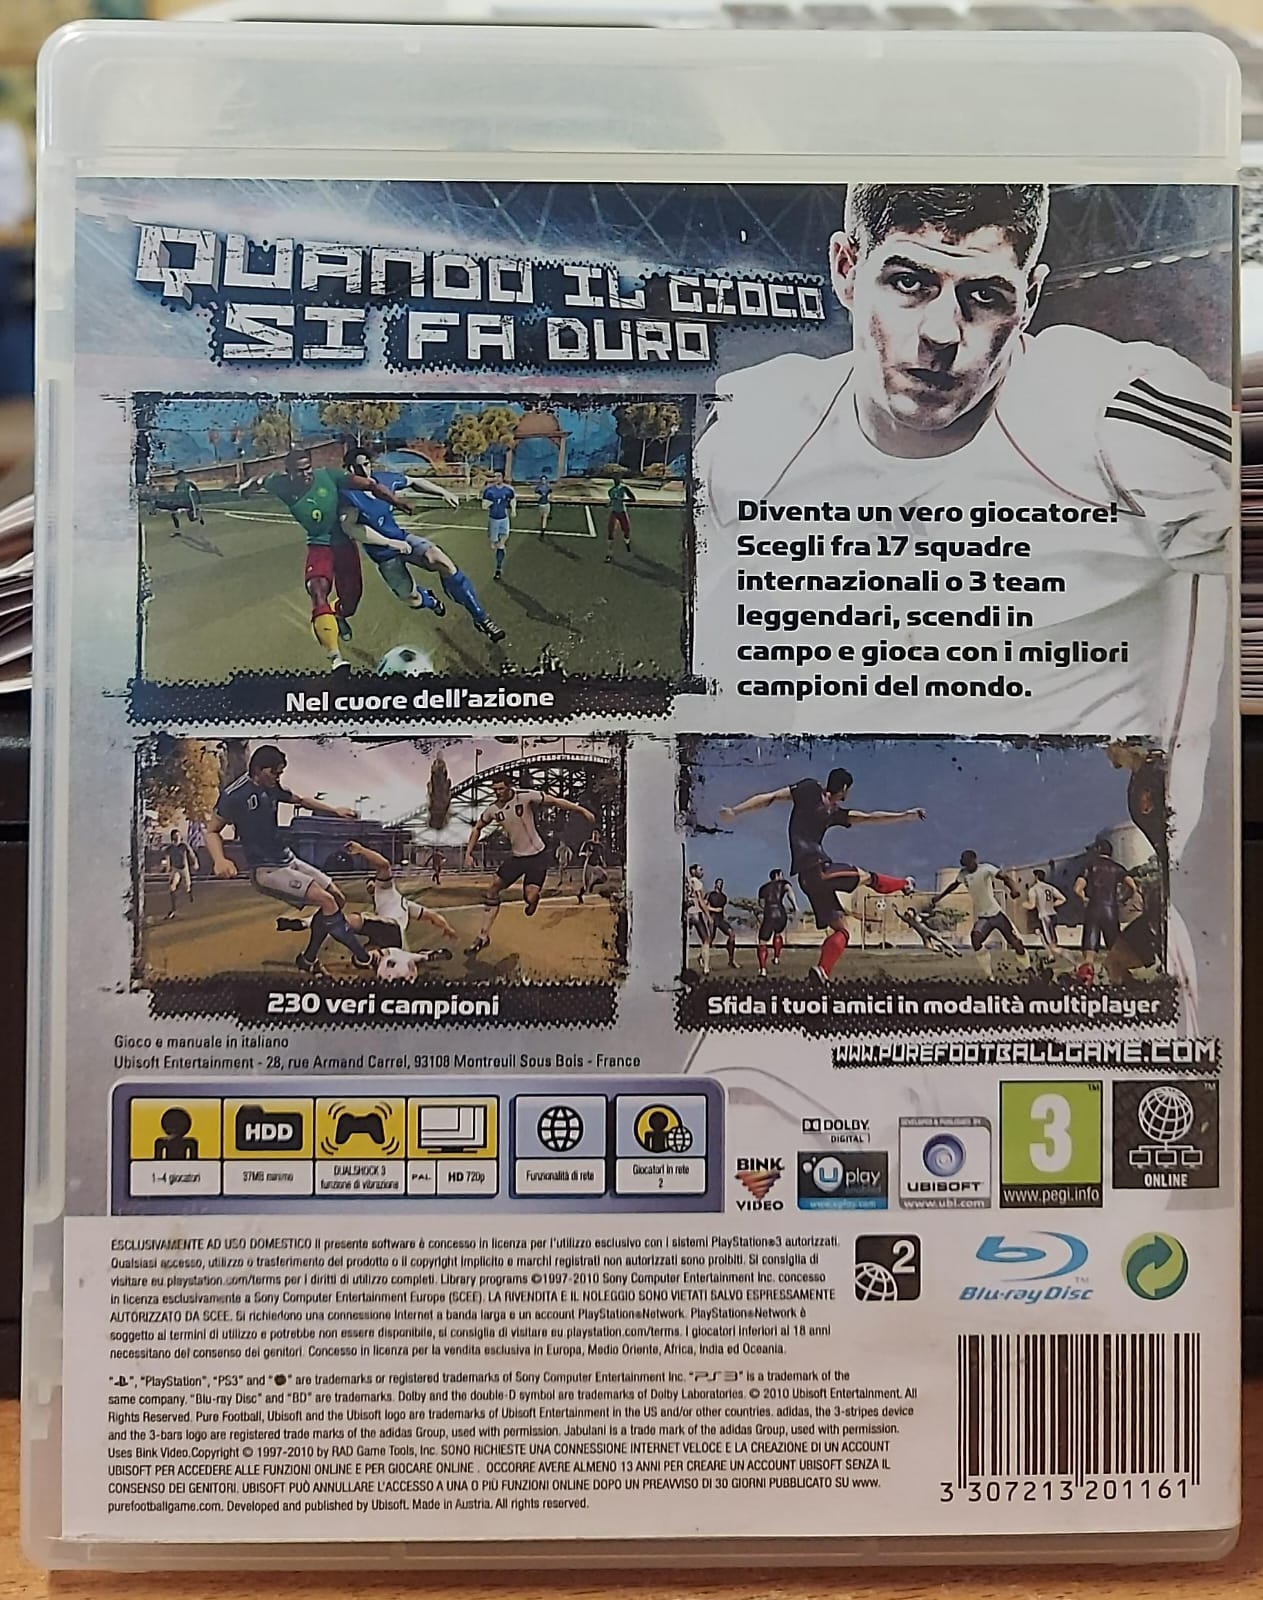 QUANDO IL GIOCO
SI FA DURO
Diventa un vero giocatore!
Scegli fra 17 squadre
internazionali o 3 team
leggendari, scendi in
campo e gioca con i migliori
campioni del mondo.
Nel cuore dell'azione
230 veri campioni
Sfida i tuoi amici in modalità multiplayer
Gioco e manuale in italiano
Ubisoft Entertainment - 28, rue Armand Carrel, 93108 Montreuil Sous Bois - France
WWW.PUREFOOTBALLGAME.COM
HDD
1-4 giocatori
37MB minimo
DUALSHOCK 3
funzione di vibrazione
PAL
HD 720p
Funzionalità di rete
Giocatori in rete
2
BINK
VIDEO
DOLBY
DIGITAL
Uplay
DEVELOPED & PUBLISHED BY
UBISOFT
www.ubi.com
3
www.pegi.info
ONLINE
TM
ESCLUSIVAMENTE AD USO DOMESTICO Il presente software è concesso in licenza per l'utilizzo esclusivo con i sistemi PlayStation®3 autorizzati.
Qualsiasi accesso, utilizzo o trasferimento del prodotto o il copyright implicito e marchi registrati non autorizzati sono proibiti. Si consiglia di
visitare eu.playstation.com/terms per i diritti di utilizzo completi. Library programs ©1997-2010 Sony Computer Entertainment Inc. concesso
in licenza esclusivamente a Sony Computer Entertainment Europe (SCEE). LA RIVENDITA E IL NOLEGGIO SONO VIETATI SALVO ESPRESSAMENTE
AUTORIZZATO DA SCEE. Si richiedono una connessione Internet a banda larga e un account PlayStation®Network. PlayStation®Network è
soggetto ai termini di utilizzo e potrebbe non essere disponibile, si consiglia di visitare eu.playstation.com/terms. I giocatori inferiori ai 18 anni
necessitano del consenso dei genitori. Concesso in licenza per la vendita esclusiva in Europa, Medio Oriente, Africa, India ed Oceania.
2
Blu-ray Disc
", "PlayStation", "PS3" and " " are trademarks or registered trademarks of Sony Computer Entertainment Inc. "PS3" is a trademark of the
same company. "Blu-ray Disc" and "BD" are trademarks. Dolby and the double-D symbol are trademarks of Dolby Laboratories. © 2010 Ubisoft Entertainment. All
Rights Reserved. Pure Football, Ubisoft and the Ubisoft logo are trademarks of Ubisoft Entertainment in the US and/or other countries. adidas, the 3-stripes device
and the 3-bars logo are registered trade marks of the adidas Group, used with permission. Jabulani is a trade mark of the adidas Group, used with permission.
Uses Bink Video.Copyright © 1997-2010 by RAD Game Tools, Inc. SONO RICHIESTE UNA CONNESSIONE INTERNET VELOCE E LA CREAZIONE DI UN ACCOUNT
UBISOFT PER ACCEDERE ALLE FUNZIONI ONLINE E PER GIOCARE ONLINE . OCCORRE AVERE ALMENO 13 ANNI PER CREARE UN ACCOUNT UBISOFT SENZA IL
CONSENSO DEI GENITORI. UBISOFT PUÒ ANNULLARE L'ACCESSO A UNA O PIÙ FUNZIONI ONLINE DOPO UN PREAVVISO DI 30 GIORNI PUBBLICATO SU www.
purefootballgame.com. Developed and published by Ubisoft. Made in Austria. All rights reserved.
3 307213 201161